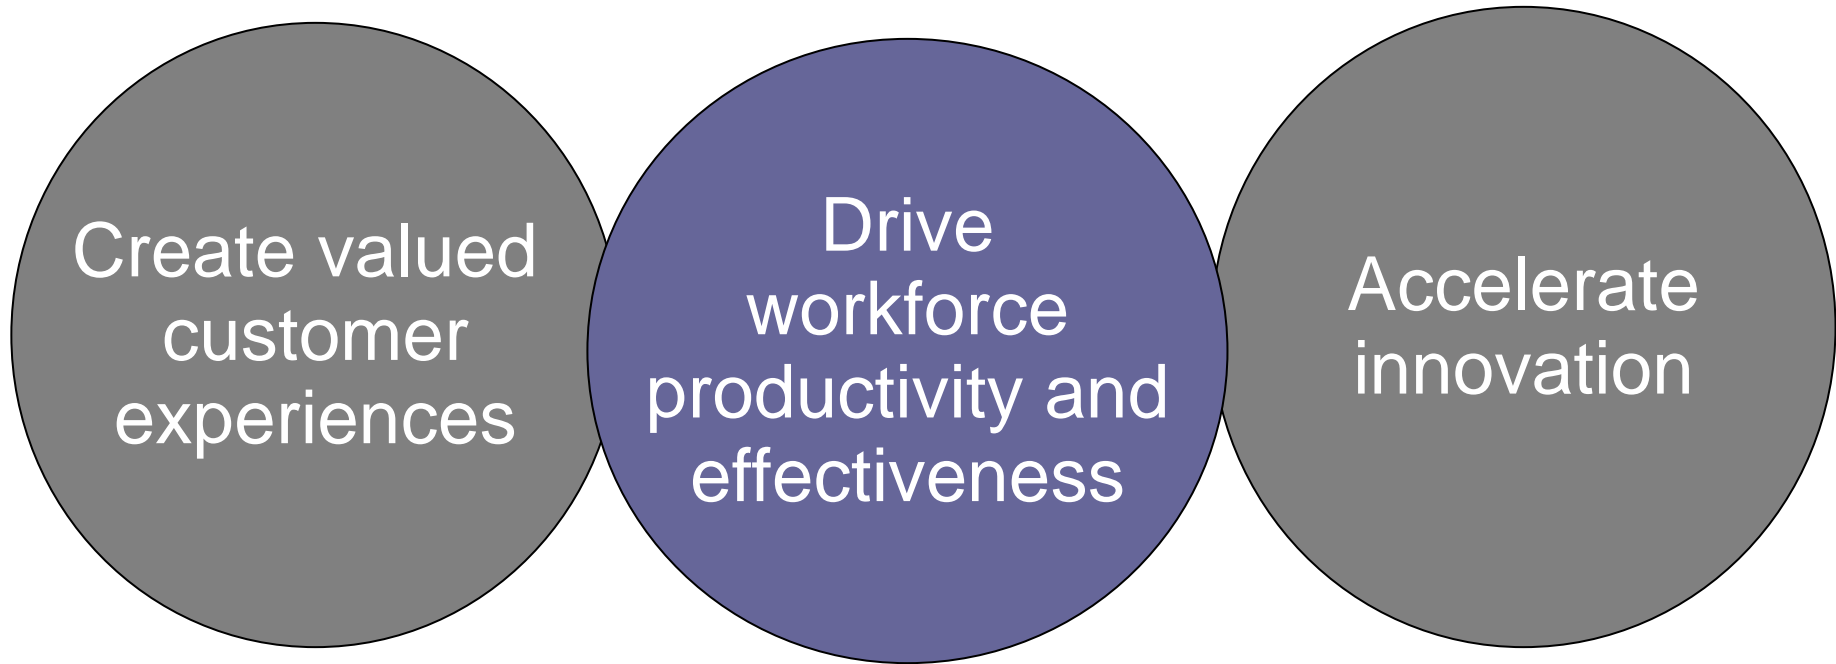 Create valued
customer
experiences
Drive
workforce
productivity and
effectiveness
Accelerate
innovation